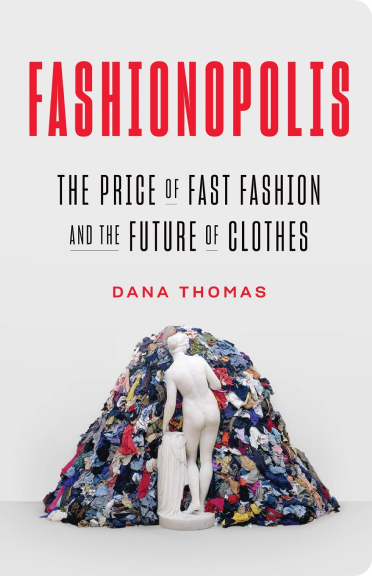 FASHIONOPOLIS
THE PRICE OF FAST FASHION
AND THE FUTURE OF CLOTHES
DANA THOMAS